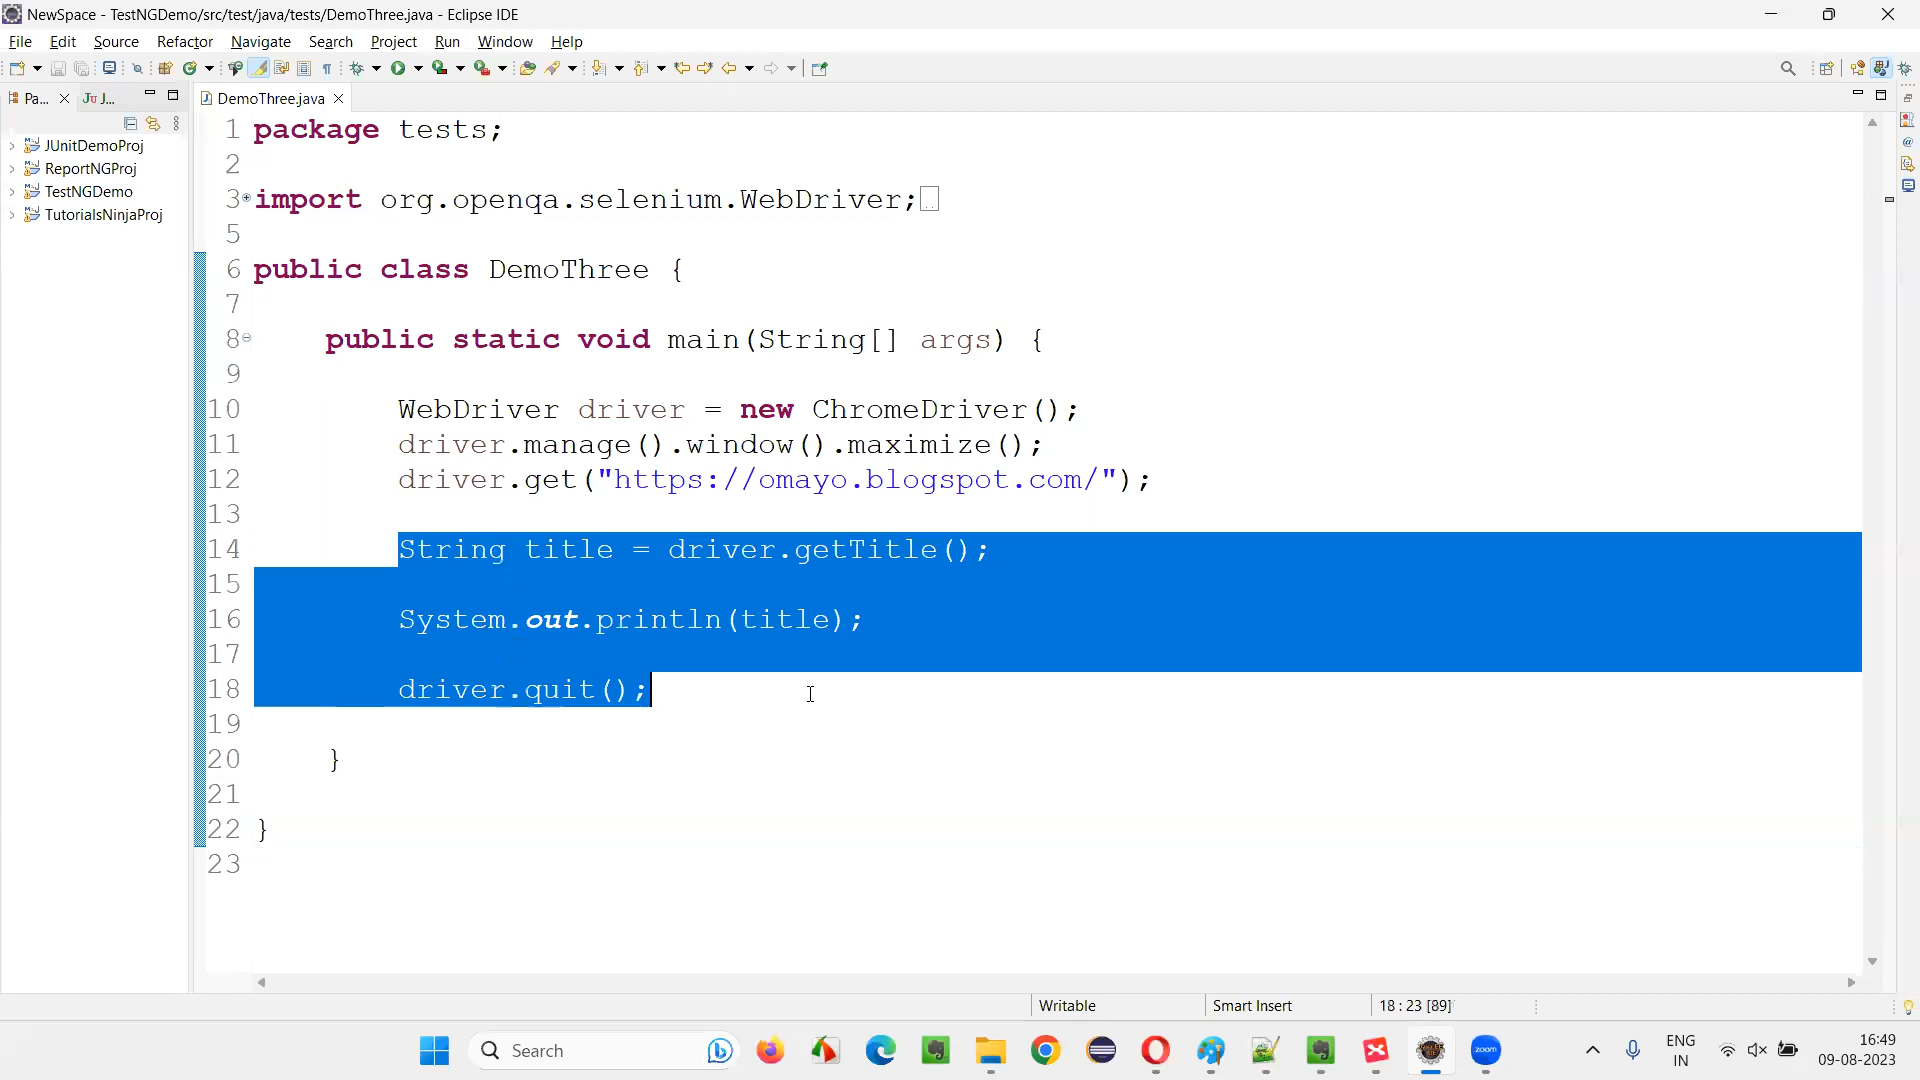 NewSpace - TestNGDemo/src/test/java/tests/DemoThree.java - Eclipse IDE
File Edit Source Refactor Navigate Search Project Run Window Help
Pa... J... DemoThree.java
JUnitDemoProj
ReportNGProj
TestNGDemo
TutorialsNinjaProj
1 package tests;
2
3 import org.openqa.selenium.WebDriver;
5
6 public class DemoThree {
7
8 public static void main(String[] args) {
9
10 WebDriver driver = new ChromeDriver();
11 driver.manage().window().maximize();
12 driver.get("https://omayo.blogspot.com/");
13
14 String title = driver.getTitle();
15
16 System.out.println(title);
17
18 driver.quit();
19
20 }
21
22 }
23
Writable Smart Insert 18 : 23 [89]
Search zoom ENG 16:49
IN 09-08-2023